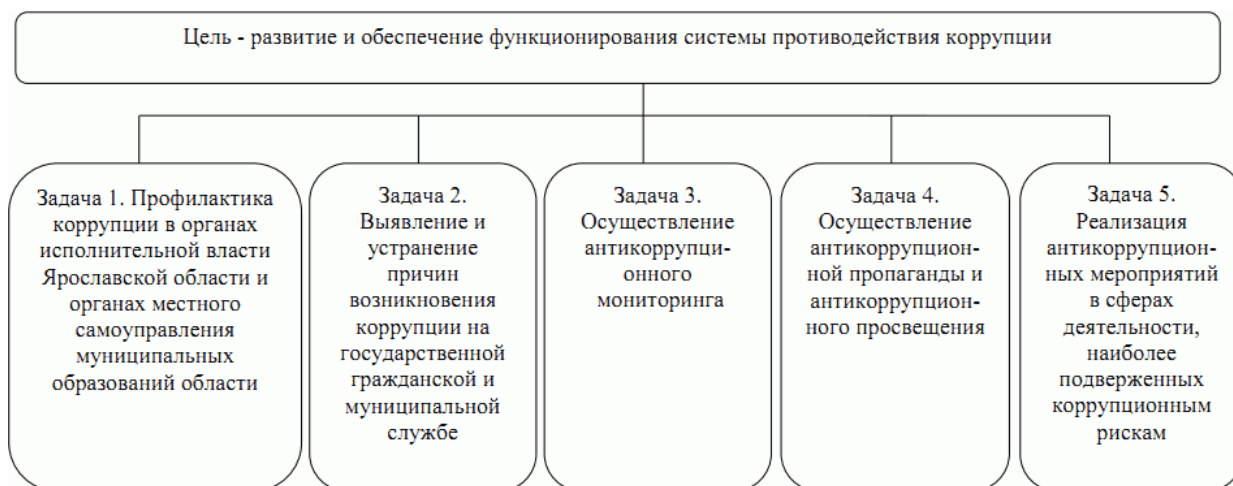 Цель - развитие и обеспечение функционирования системы противодействия коррупции
Задача 1. Профилактика
коррупции в органах
исполнительной власти
Ярославской области и
органах местного
самоуправления
муниципальных
образований области
Задача 2.
Выявление и
устранение
причин
возникновения
коррупции на
государственной
гражданской и
муниципальной
службе
Задача 3.
Осуществление
антикоррупци-
онного
мониторинга
Задача 4.
Осуществление
антикоррупцион-
ной пропаганды и
антикоррупцион-
ного просвещения
Задача 5.
Реализация
антикоррупцион-
ных мероприятий
в сферах
деятельности,
наиболее
подверженных
коррупционным
рискам